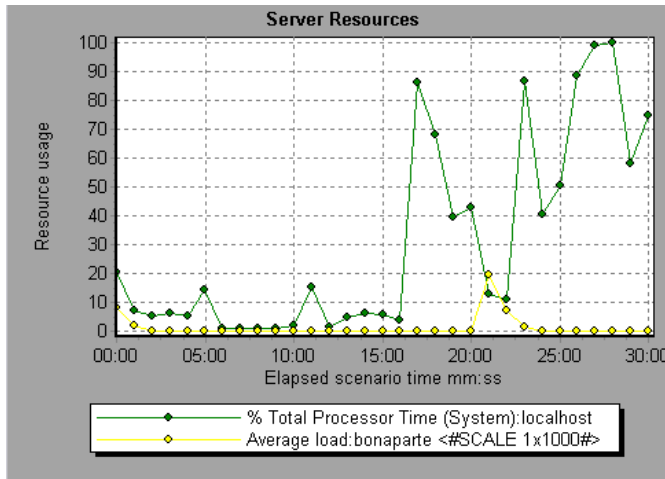 Server Resources
100
90
80
70
60
50
40
30
20
10
0
Resource usage
00:00 05:00 10:00 15:00 20:00 25:00 30:00
Elapsed scenario time mm:ss
% Total Processor Time (System):localhost
Average load:bonaparte <#SCALE 1x1000#>